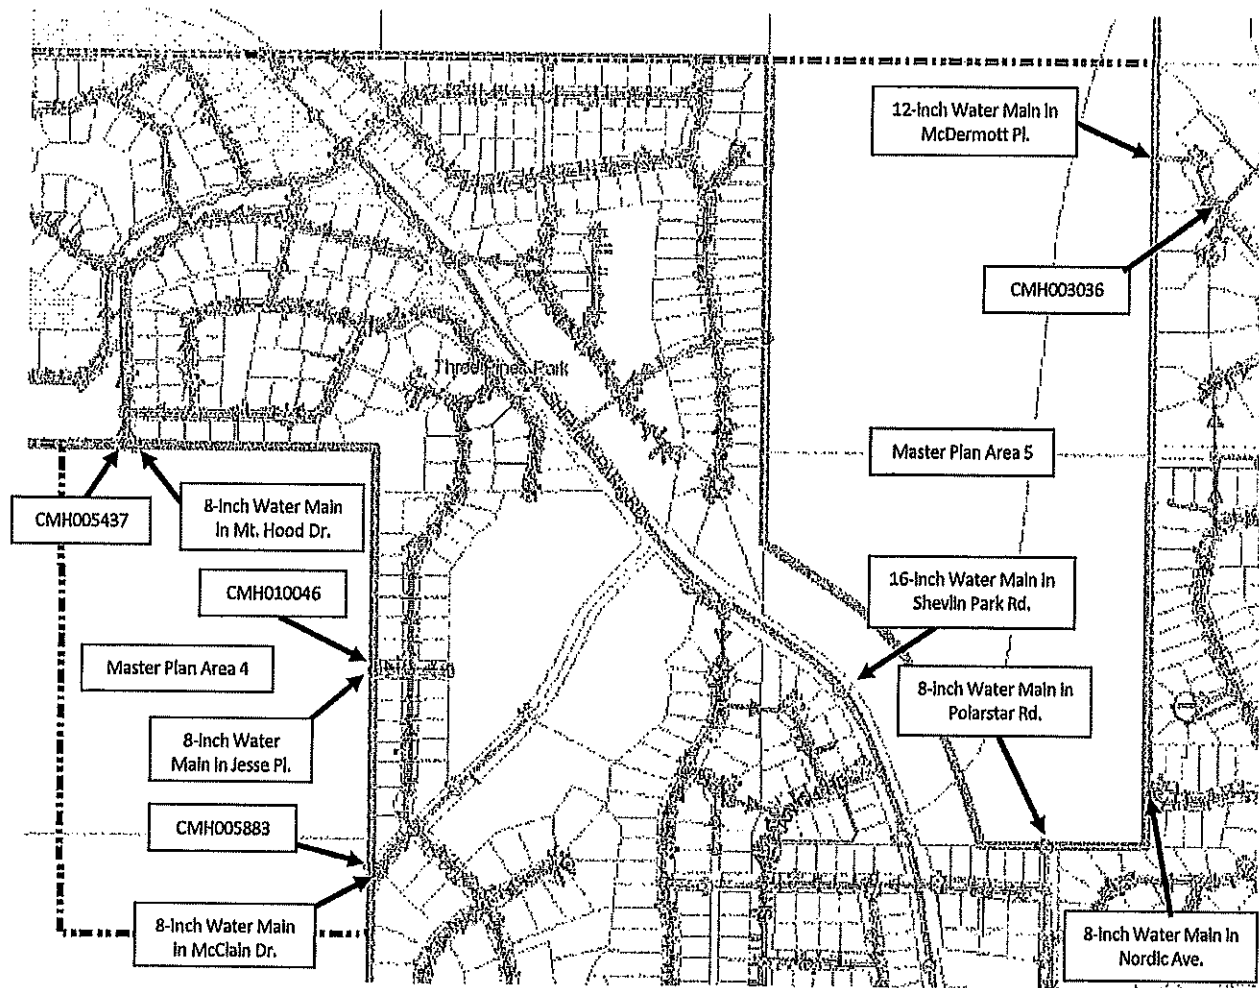 12-inch Water Main in
McDermott Pl.
CMH003036
Three Pines Park
Master Plan Area 5
CMH005437
8-inch Water Main
in Mt. Hood Dr.
CMH010046
16-inch Water Main in
Shevlin Park Rd.
Master Plan Area 4
8-inch Water Main in
Polarstar Rd.
8-inch Water
Main in Jesse Pl.
CMH005883
8-inch Water Main
in McClain Dr.
8-inch Water Main in
Nordic Ave.